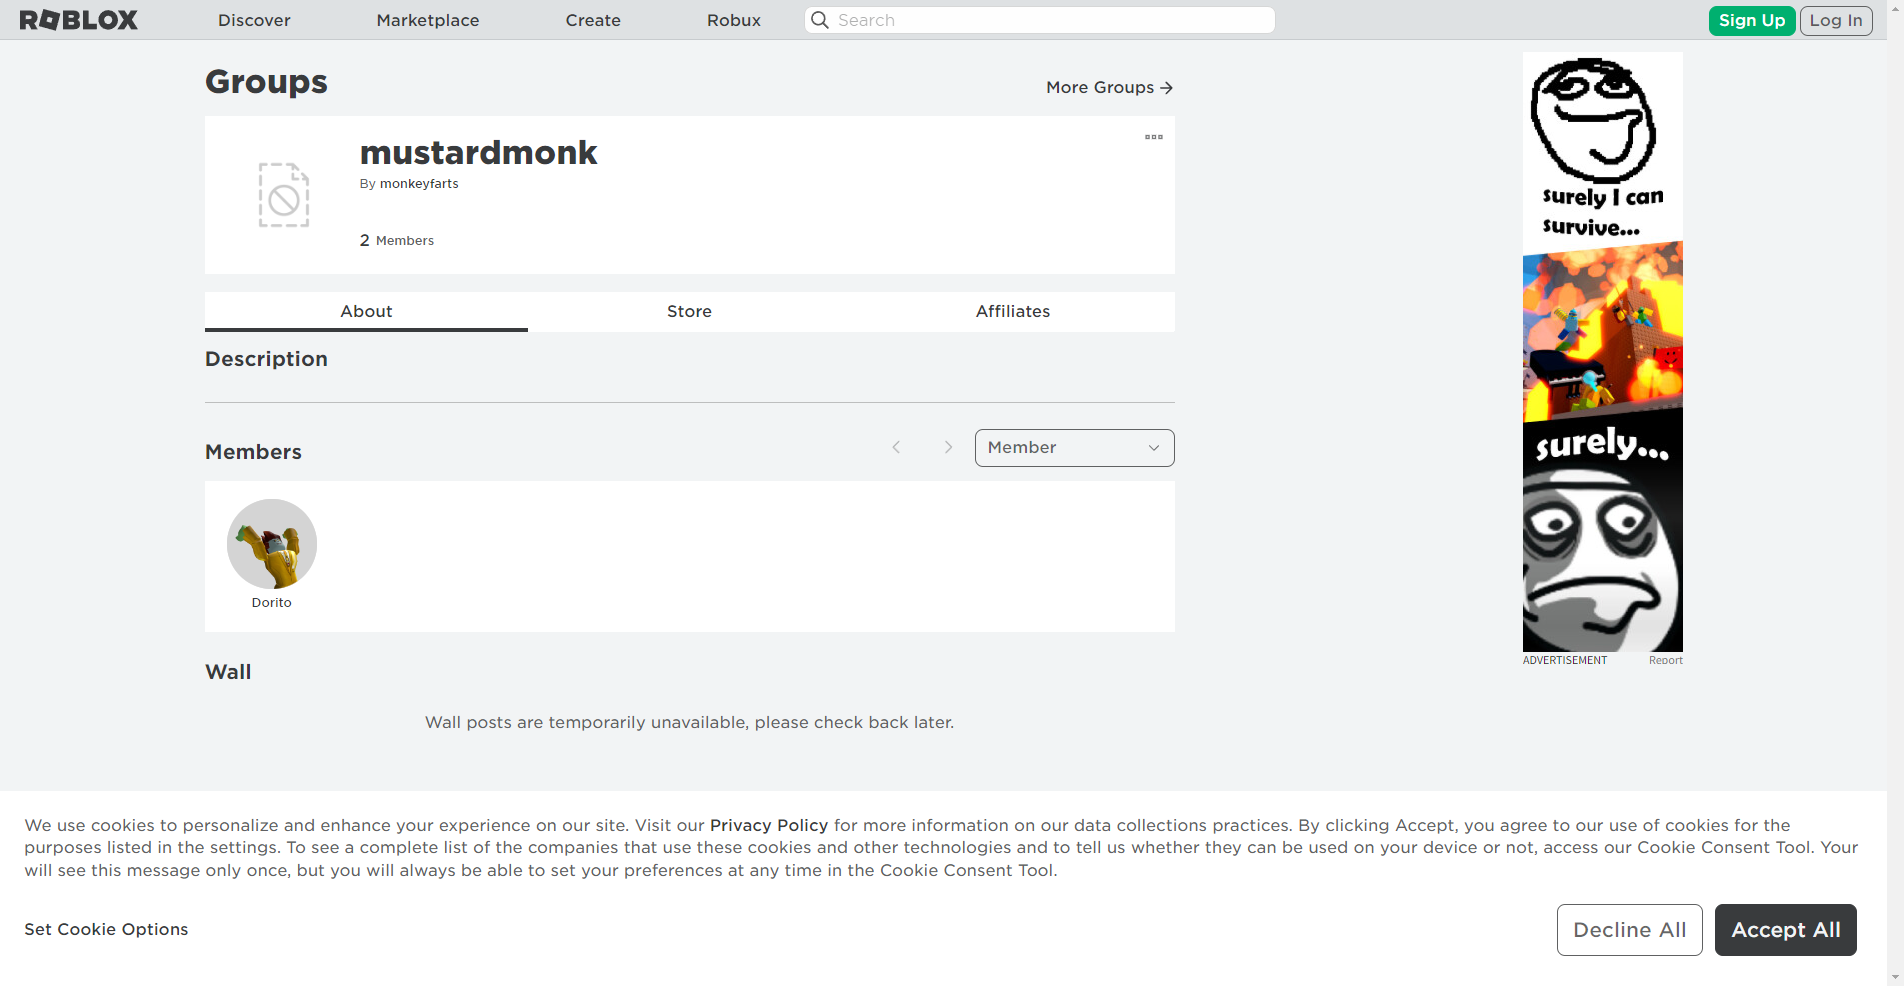 ROBLOX
Discover
Marketplace
Create
Robux
Search
Sign Up
Log In
Groups
More Groups
mustardmonk
By monkeyfarts
2 Members
About
Store
Affiliates
Description
Members
Member
Dorito
Wall
Wall posts are temporarily unavailable, please check back later.
surely I can
survive...
surely...
ADVERTISEMENT
Report
We use cookies to personalize and enhance your experience on our site. Visit our Privacy Policy for more information on our data collections practices. By clicking Accept, you agree to our use of cookies for the
purposes listed in the settings. To see a complete list of the companies that use these cookies and other technologies and to tell us whether they can be used on your device or not, access our Cookie Consent Tool. Your
will see this message only once, but you will always be able to set your preferences at any time in the Cookie Consent Tool.
Set Cookie Options
Decline All
Accept All